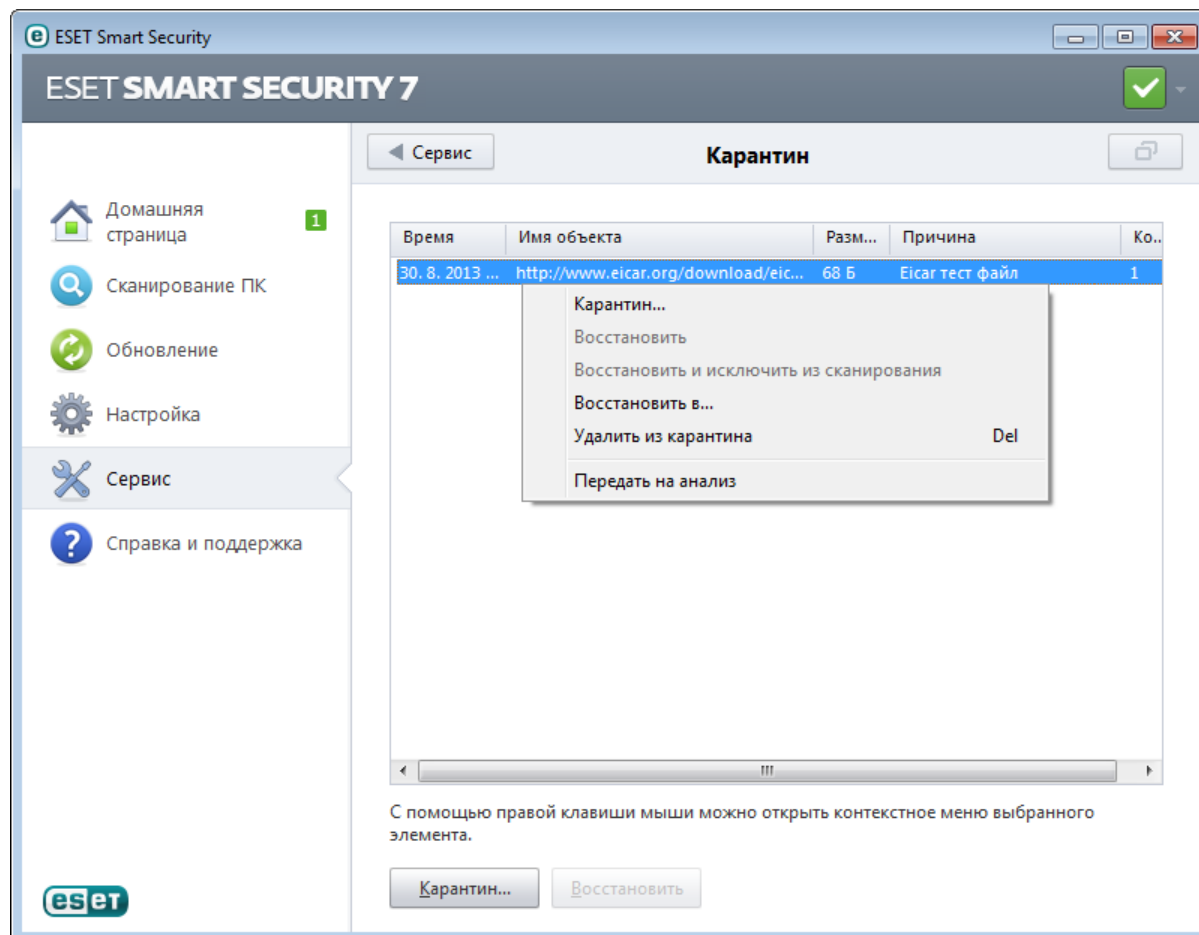 ESET Smart Security
ESET SMART SECURITY 7
Сервис
Карантин
Домашняя
страница
1
Сканирование ПК
Обновление
Настройка
Сервис
Справка и поддержка
Время Имя объекта Разм... Причина Ко..
30. 8. 2013 ... http://www.eicar.org/download/eic... 68 Б Eicar тест файл 1
Карантин...
Восстановить
Восстановить и исключить из сканирования
Восстановить в...
Удалить из карантина Del
Передать на анализ
С помощью правой клавиши мыши можно открыть контекстное меню выбранного
элемента.
Карантин... Восстановить
eset